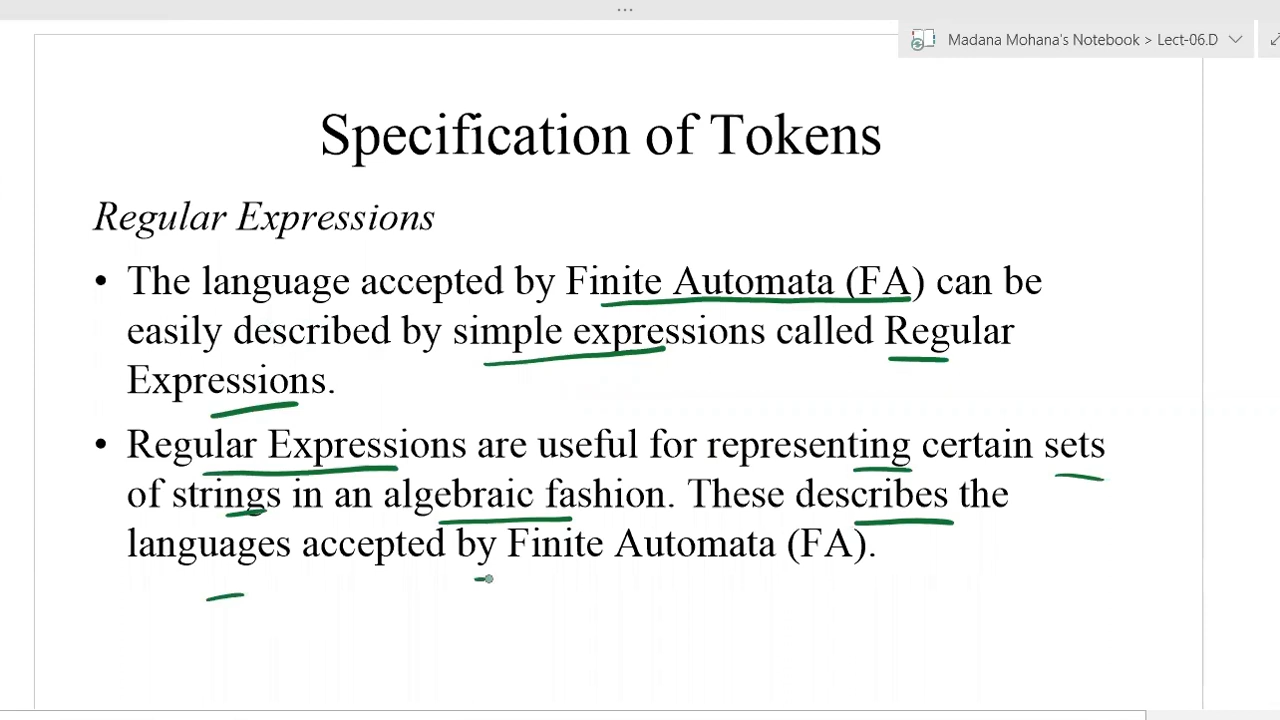 ...
Madana Mohana's Notebook > Lect-06.D
Specification of Tokens
Regular Expressions
• The language accepted by Finite Automata (FA) can be
easily described by simple expressions called Regular
Expressions.
• Regular Expressions are useful for representing certain sets
of strings in an algebraic fashion. These describes the
languages accepted by Finite Automata (FA).